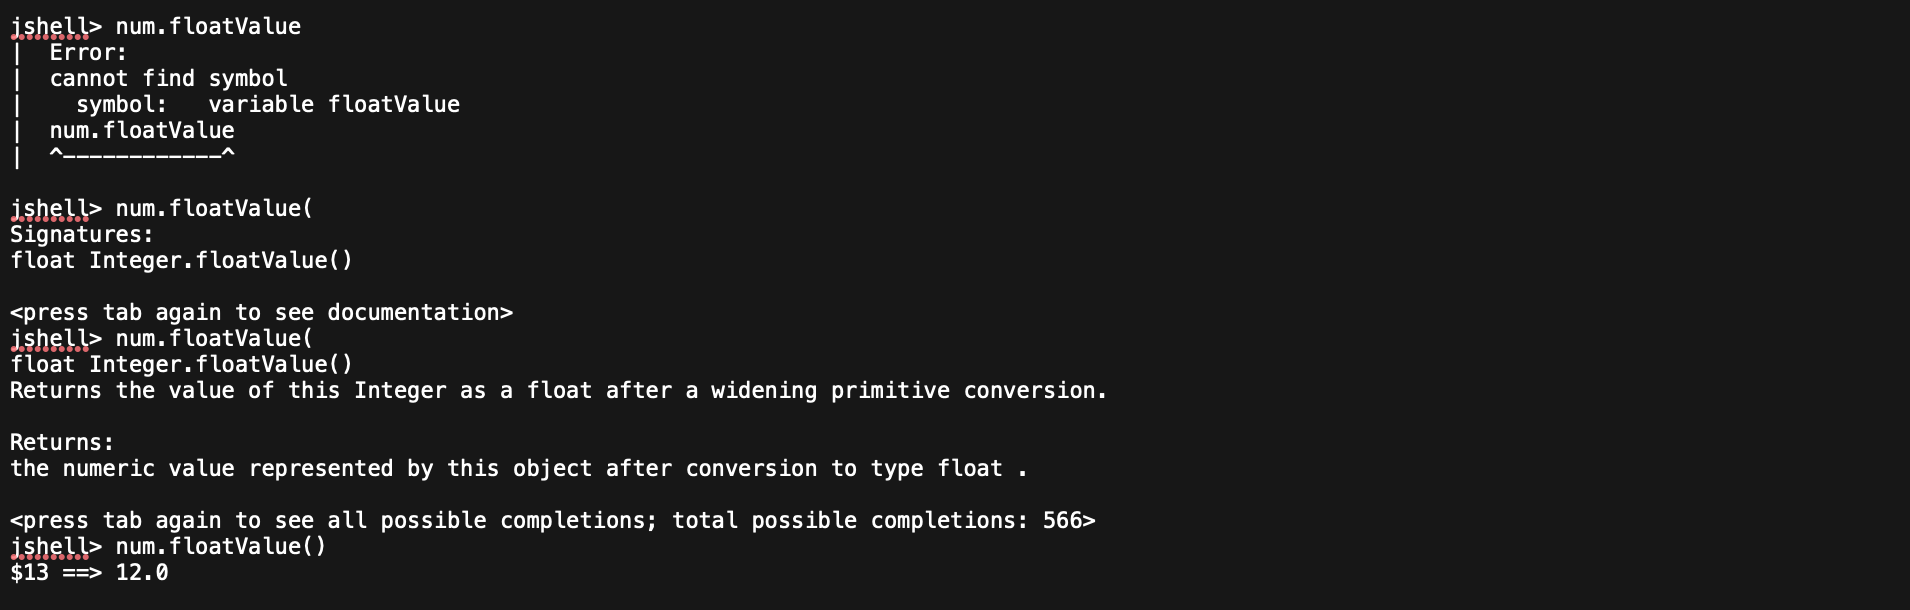 jshell> num.floatValue
|  Error:
|  cannot find symbol
|    symbol:   variable floatValue
|  num.floatValue
|  ^------------^
jshell> num.floatValue(
Signatures:
float Integer.floatValue()
<press tab again to see documentation>
jshell> num.floatValue(
float Integer.floatValue()
Returns the value of this Integer as a float after a widening primitive conversion.
Returns:
the numeric value represented by this object after conversion to type float .
<press tab again to see all possible completions; total possible completions: 566>
jshell> num.floatValue()
$13 ==> 12.0